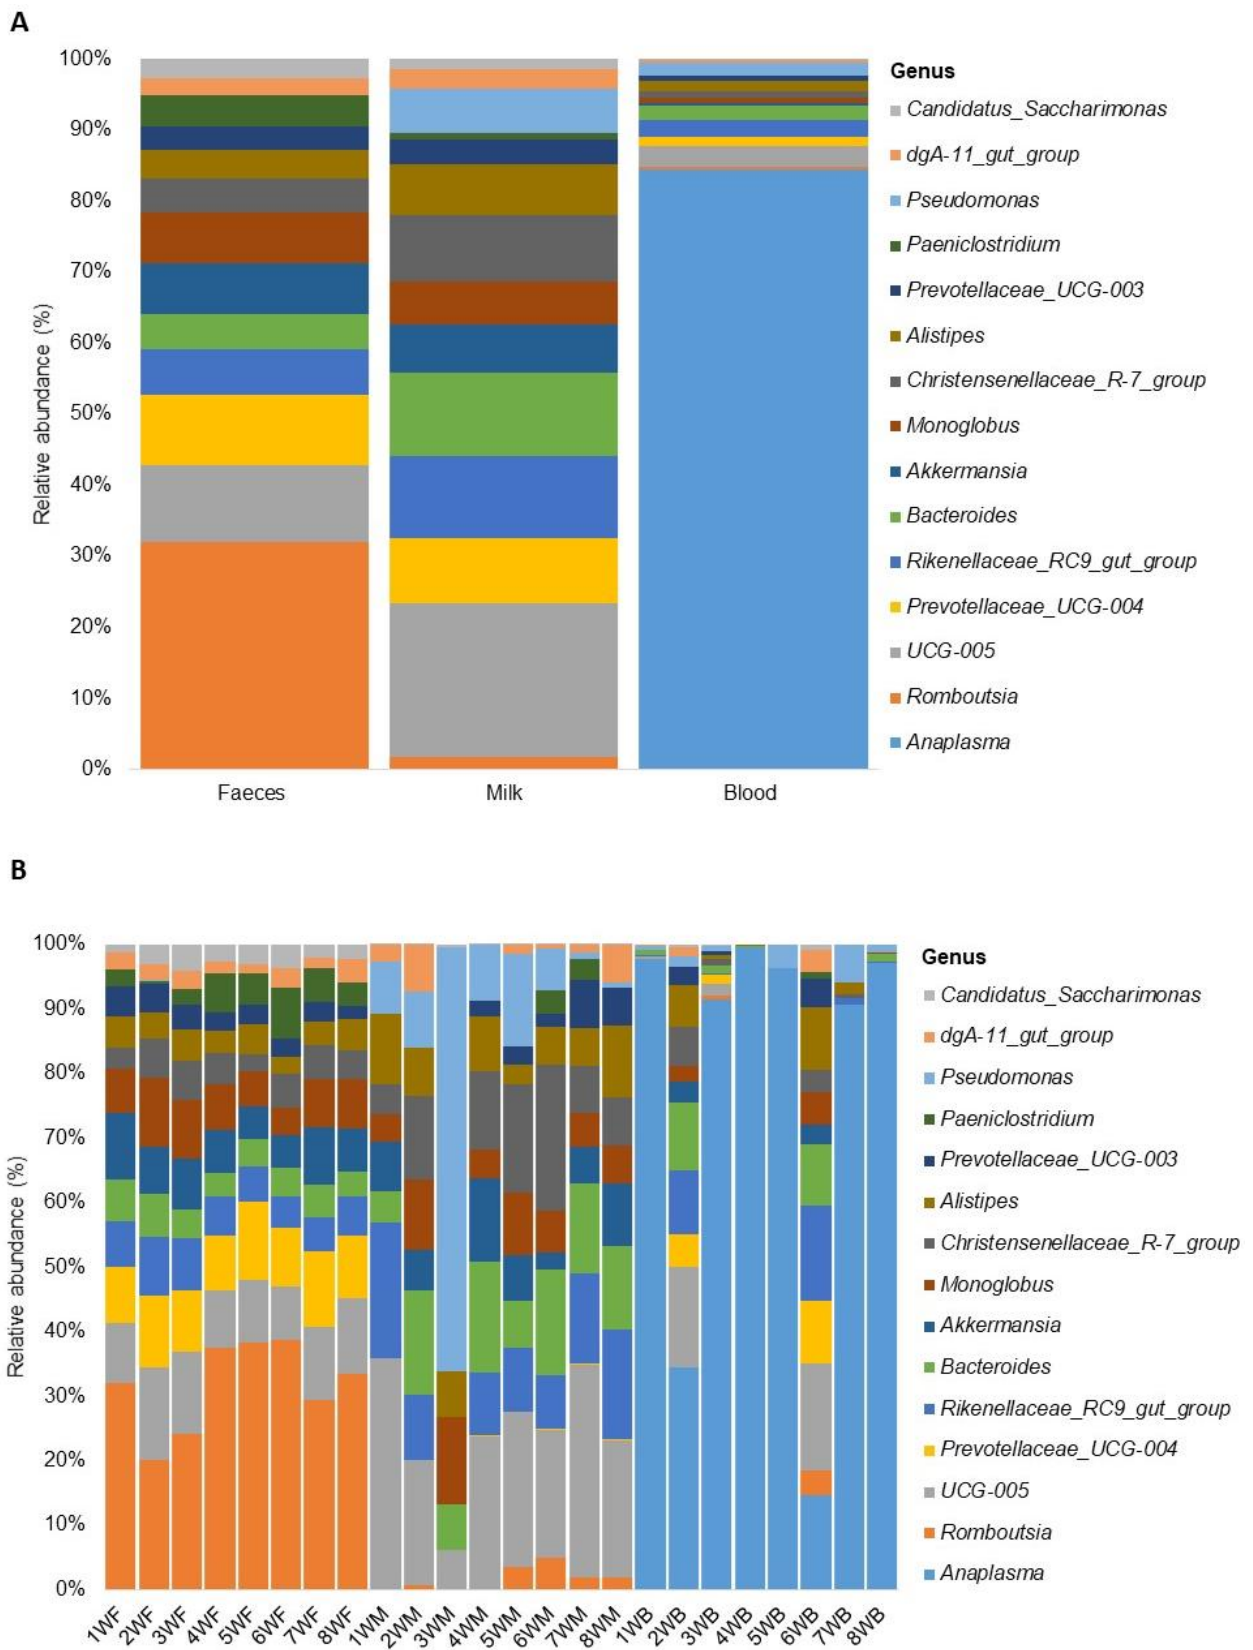 A
100%
90%
80%
70%
60%
50%
40%
30%
20%
10%
0%
Relative abundance (%)
Faeces Milk Blood
Genus
Candidatus_Saccharimonas
dgA-11_gut_group
Pseudomonas
Paeniclostridium
Prevotellaceae_UCG-003
Alistipes
Christensenellaceae_R-7_group
Monoglobus
Akkermansia
Bacteroides
Rikenellaceae_RC9_gut_group
Prevotellaceae_UCG-004
UCG-005
Romboutsia
Anaplasma
B
100%
90%
80%
70%
60%
50%
40%
30%
20%
10%
0%
Relative abundance (%)
1WF 2WF 3WF 4WF 5WF 6WF 7WF 8WF 1WM 2WM 3WM 4WM 5WM 6WM 7WM 8WM 1WB 2WB 3WB 4WB 5WB 6WB 7WB 8WB
Genus
Candidatus_Saccharimonas
dgA-11_gut_group
Pseudomonas
Paeniclostridium
Prevotellaceae_UCG-003
Alistipes
Christensenellaceae_R-7_group
Monoglobus
Akkermansia
Bacteroides
Rikenellaceae_RC9_gut_group
Prevotellaceae_UCG-004
UCG-005
Romboutsia
Anaplasma